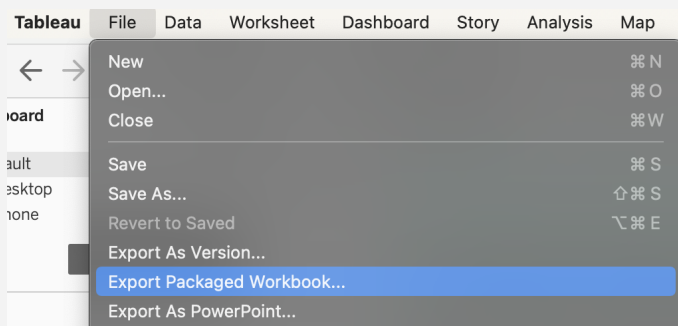 Tableau File Data Worksheet Dashboard Story Analysis Map
New ⌘ N
Open... ⌘ O
Close ⌘ W
oard
Save ⌘ S
ault
Save As... ⇧ ⌘ S
esktop
Revert to Saved ⌥ ⌘ E
hone
Export As Version...
Export Packaged Workbook...
Export As PowerPoint...